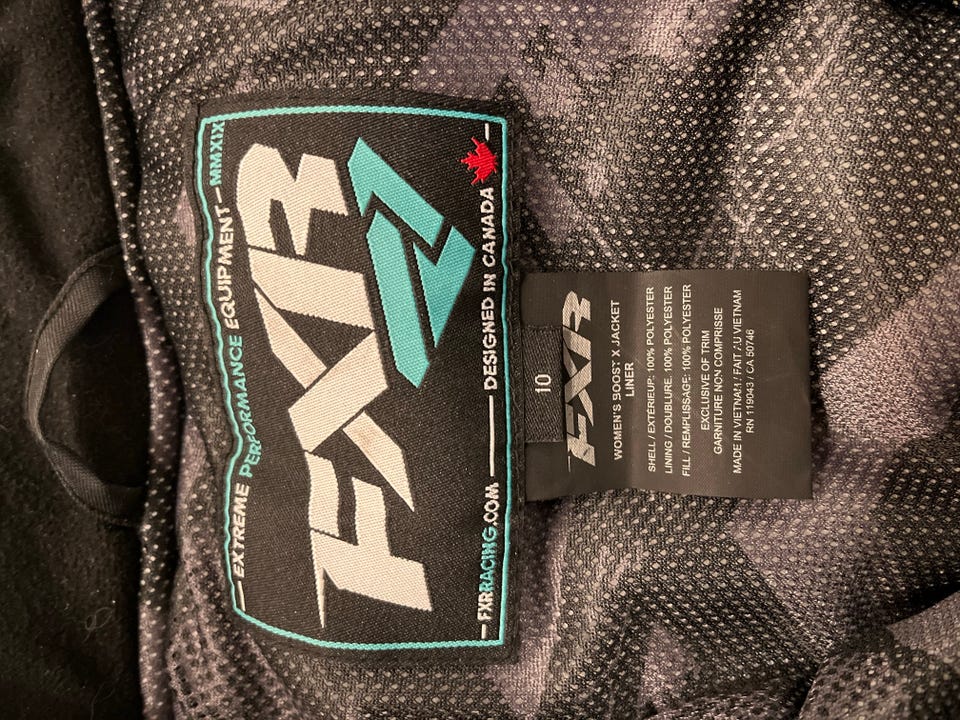 EXTREME PERFORMANCE EQUIPMENT — MMXIX
FXR
FXRRACING.COM — DESIGNED IN CANADA
10
FXR
WOMEN'S BOOST X JACKET
LINER
SHELL / EXTÉRIEUR: 100% POLYESTER
LINING / DOUBLURE: 100% POLYESTER
FILL / REMPLISSAGE: 100% POLYESTER
EXCLUSIVE OF TRIM
GARNITURE NON COMPRISE
MADE IN VIETNAM / FAIT AU VIETNAM
RN 119043 / CA 50746